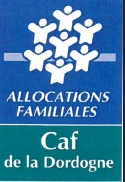 ALLOCATIONS
FAMILIALES
Caf
de la Dordogne